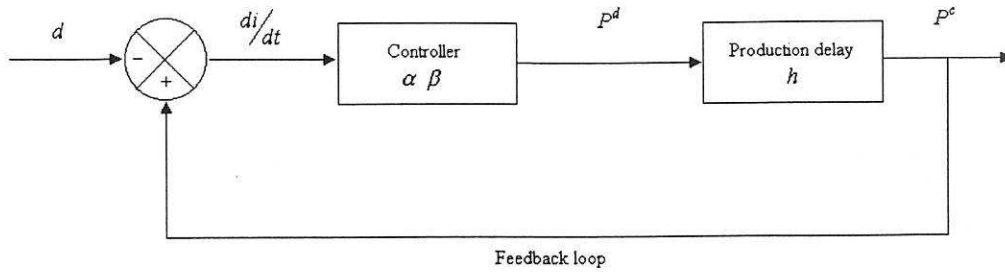 d
di/dt
P^d
P^c
−
+
Controller
α β
Production delay
h
Feedback loop